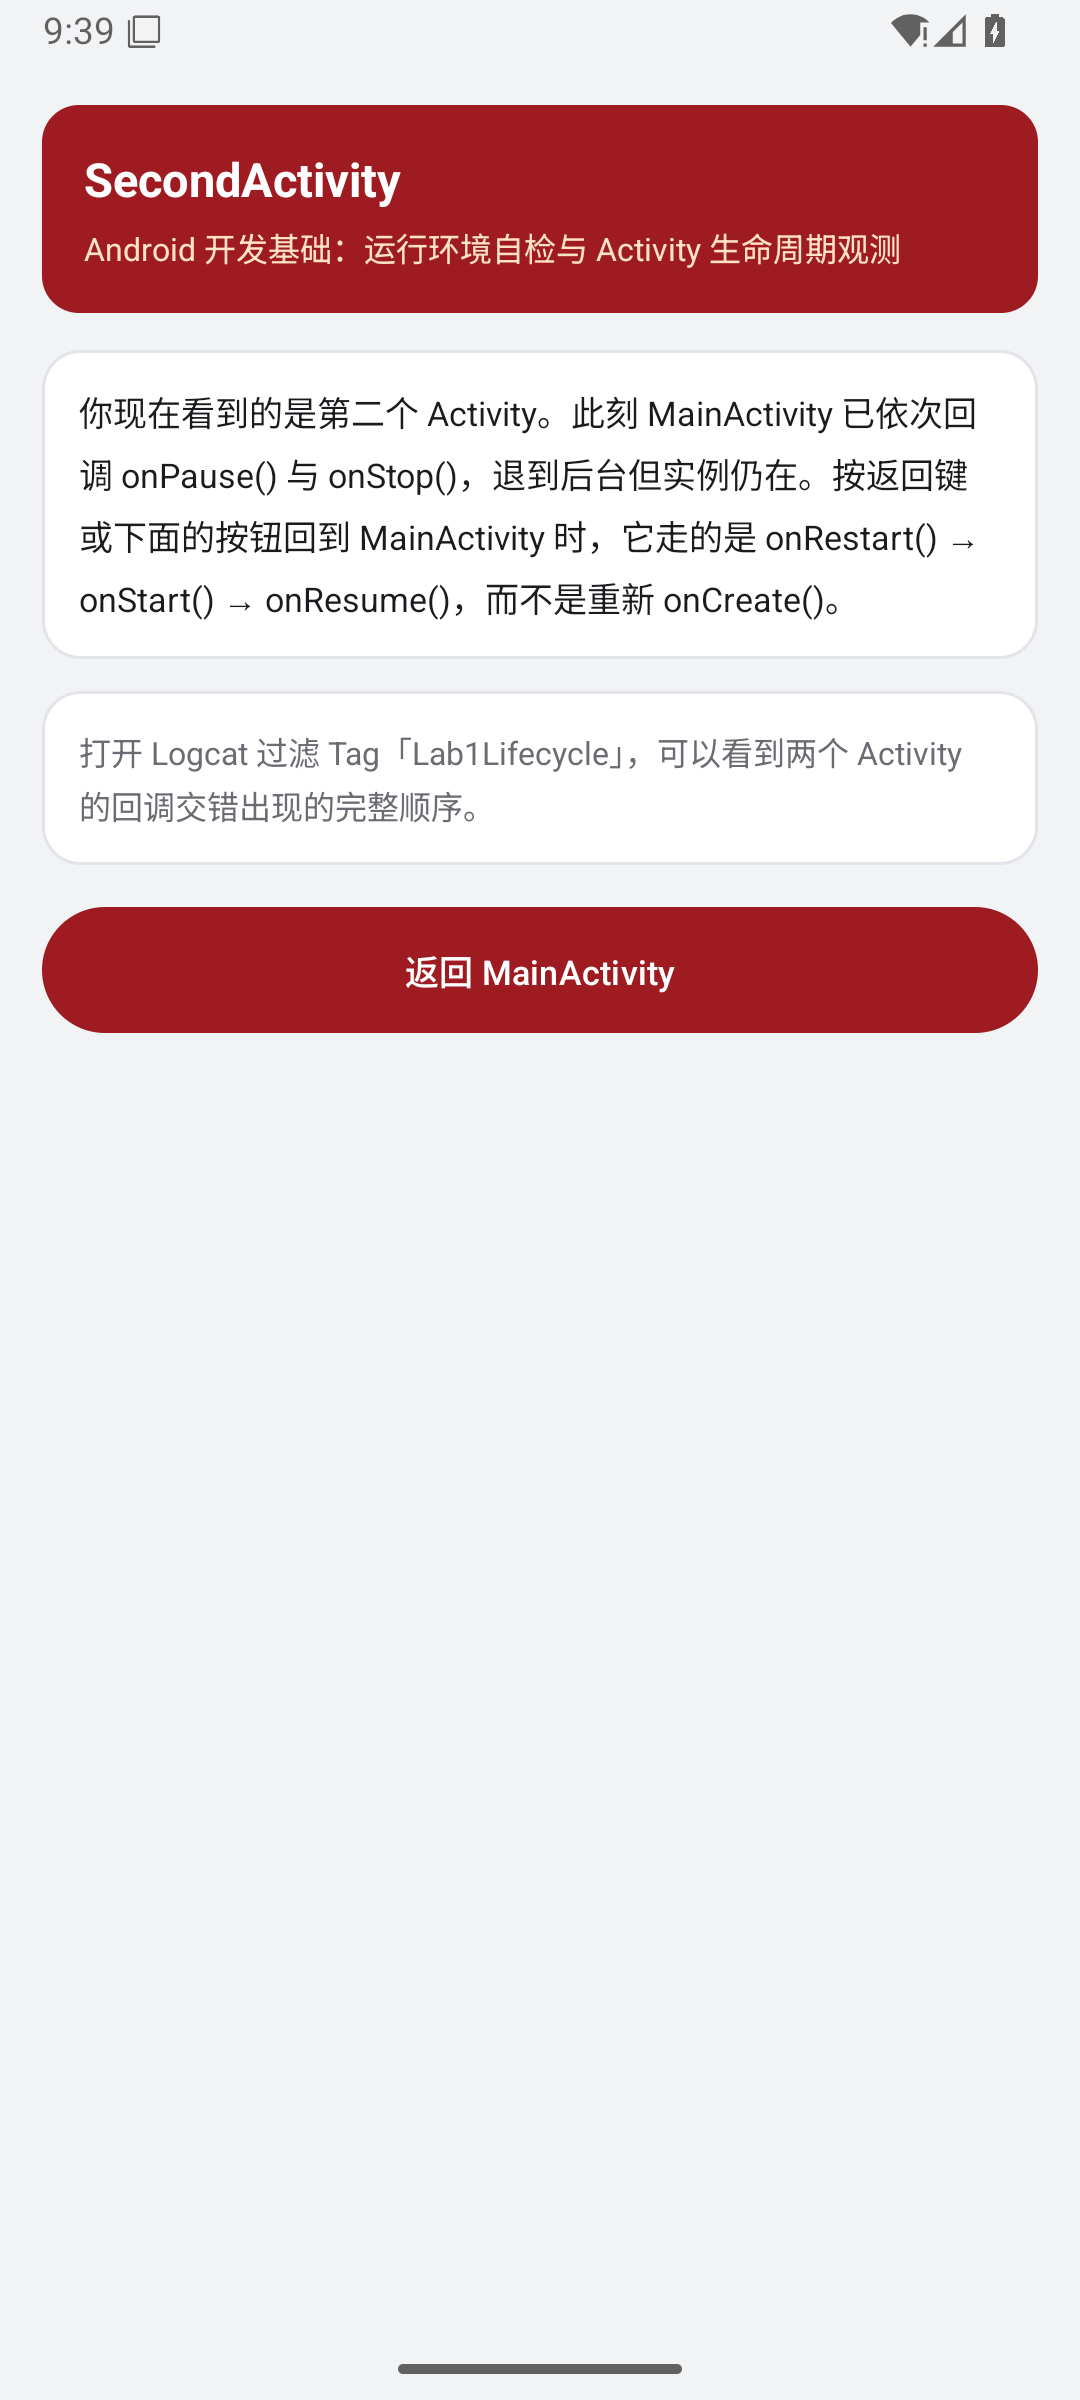 9:39
SecondActivity
Android 开发基础：运行环境自检与 Activity 生命周期观测
你现在看到的是第二个 Activity。此刻 MainActivity 已依次回
调 onPause() 与 onStop()，退到后台但实例仍在。按返回键
或下面的按钮回到 MainActivity 时，它走的是 onRestart() →
onStart() → onResume()，而不是重新 onCreate()。
打开 Logcat 过滤 Tag「Lab1Lifecycle」，可以看到两个 Activity
的回调交错出现的完整顺序。
返回 MainActivity